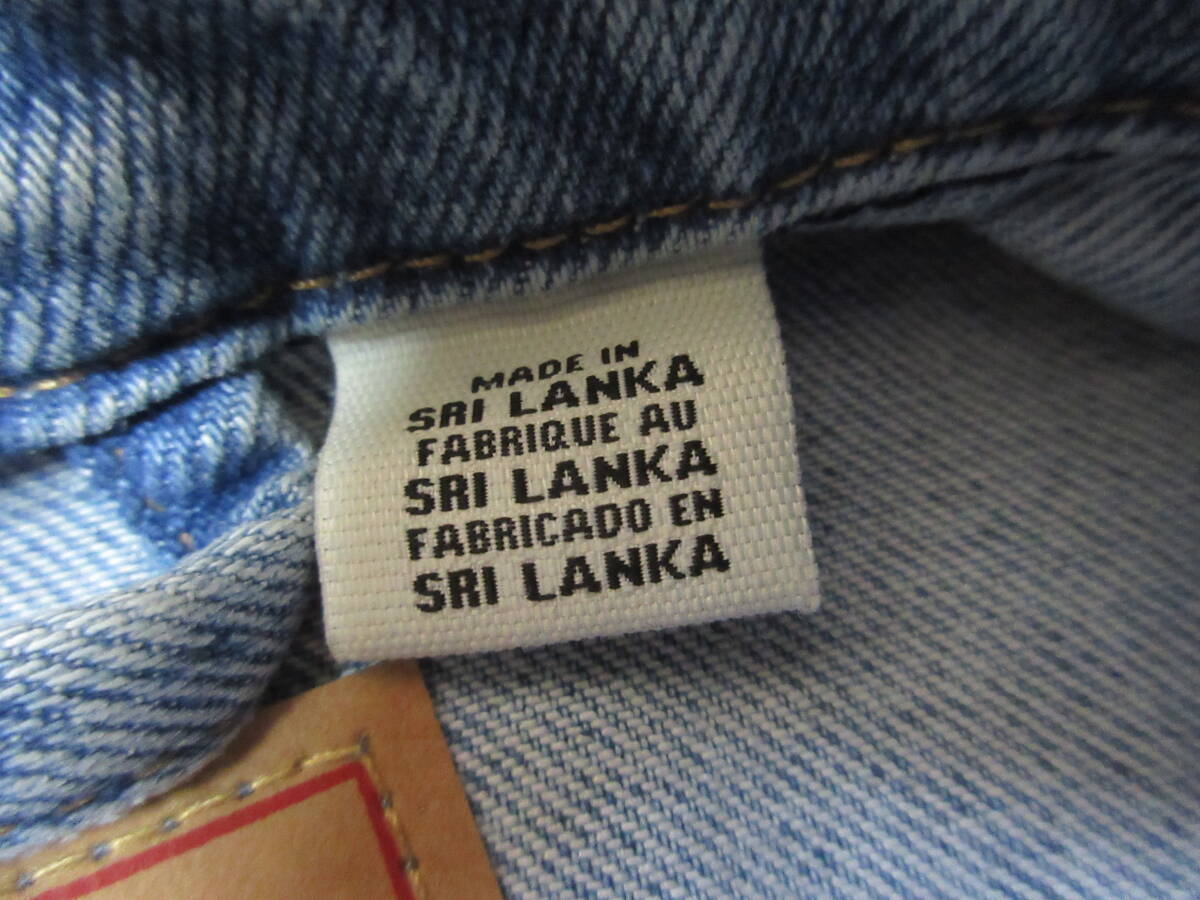 MADE IN
SRI LANKA
FABRIQUE AU
SRI LANKA
FABRICADO EN
SRI LANKA